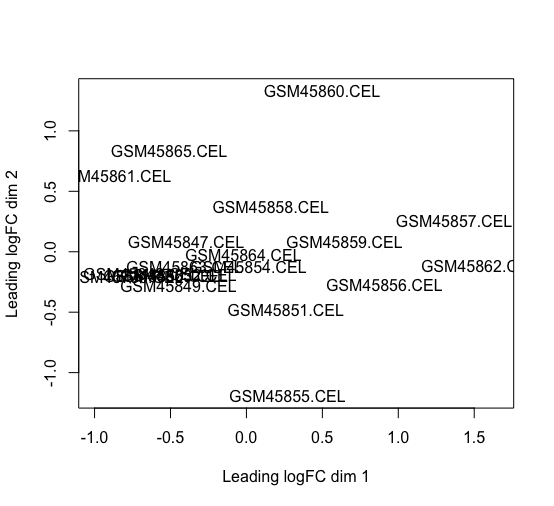 GSM45860.CEL
1.0
GSM45865.CEL
M45861.CEL
0.5
GSM45858.CEL
GSM45857.CEL
GSM45847.CEL
GSM45859.CEL
0.0
GSM45864.CEL
GSM45854.CEL
GSM45862.C
GSM45849.CEL
GSM45856.CEL
-0.5
GSM45851.CEL
-1.0
GSM45855.CEL
Leading logFC dim 2
-1.0 -0.5 0.0 0.5 1.0 1.5
Leading logFC dim 1